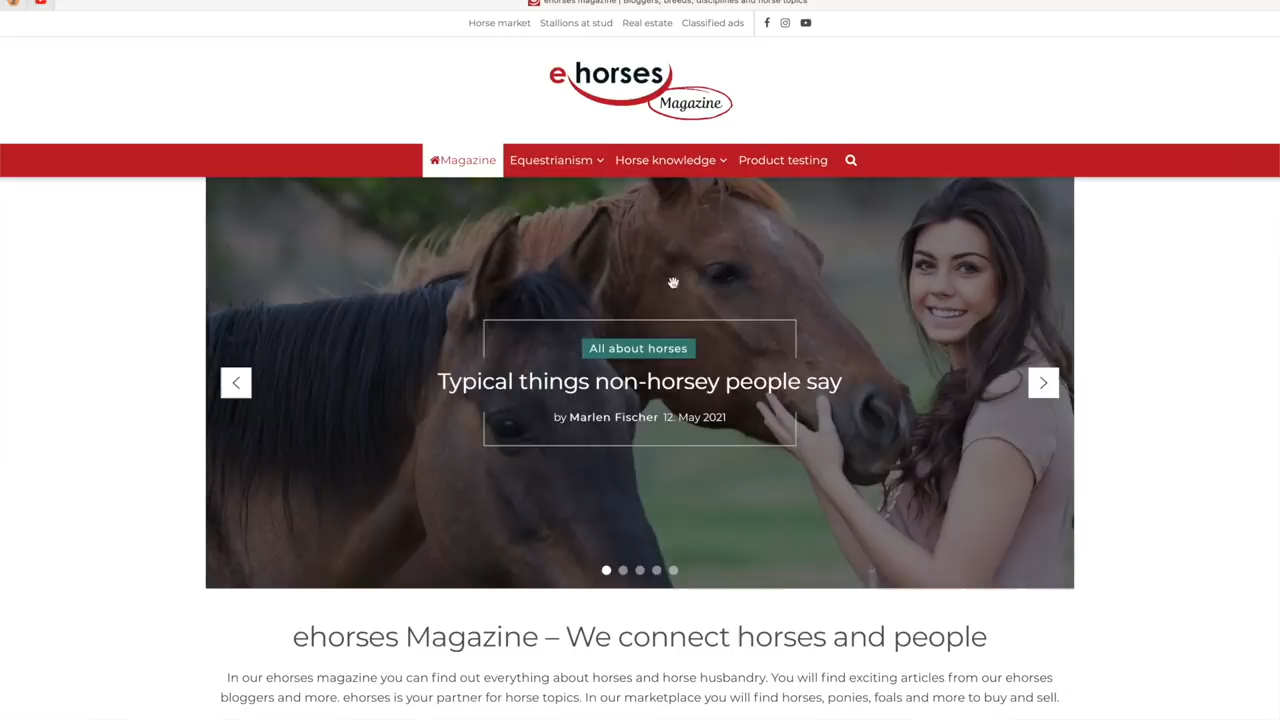 ehorses magazine | Bloggers, breeds, disciplines and horse topics
Horse market Stallions at stud Real estate Classified ads
ehorses
Magazine
Magazine Equestrianism Horse knowledge Product testing
All about horses
Typical things non-horsey people say
by Marlen Fischer 12. May 2021
ehorses Magazine – We connect horses and people
In our ehorses magazine you can find out everything about horses and horse husbandry. You will find exciting articles from our ehorses
bloggers and more. ehorses is your partner for horse topics. In our marketplace you will find horses, ponies, foals and more to buy and sell.